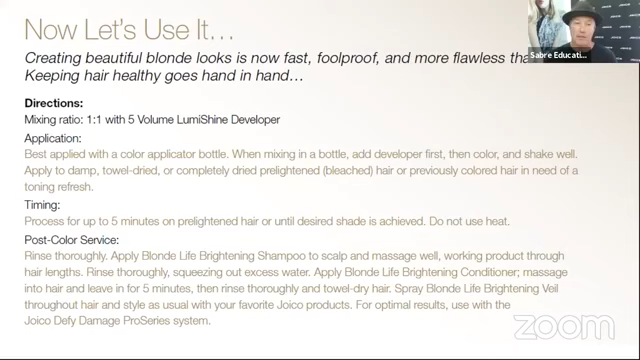 Now Let's Use It…
Creating beautiful blonde looks is now fast, foolproof, and more flawless
Keeping hair healthy goes hand in hand…
Directions:
Mixing ratio: 1:1 with 5 Volume LumiShine Developer
Application:
Best applied with a color applicator bottle. When mixing in a bottle, add developer first, then color, and shake well.
Apply to damp, towel-dried, or completely dried prelightened (bleached) hair or previously colored hair in need of a
toning refresh.
Timing:
Process for up to 5 minutes on prelightened hair or until desired shade is achieved. Do not use heat.
Post-Color Service:
Rinse thoroughly. Apply Blonde Life Brightening Shampoo to scalp and massage well, working product through
hair lengths. Rinse thoroughly, squeezing out excess water. Apply Blonde Life Brightening Conditioner; massage
into hair and leave in for 5 minutes, then rinse thoroughly and towel-dry hair. Spray Blonde Life Brightening Veil
throughout hair and style as usual with your favorite Joico products. For optimal results, use with the
Joico Defy Damage ProSeries system.
Sabre Educati...
zoom